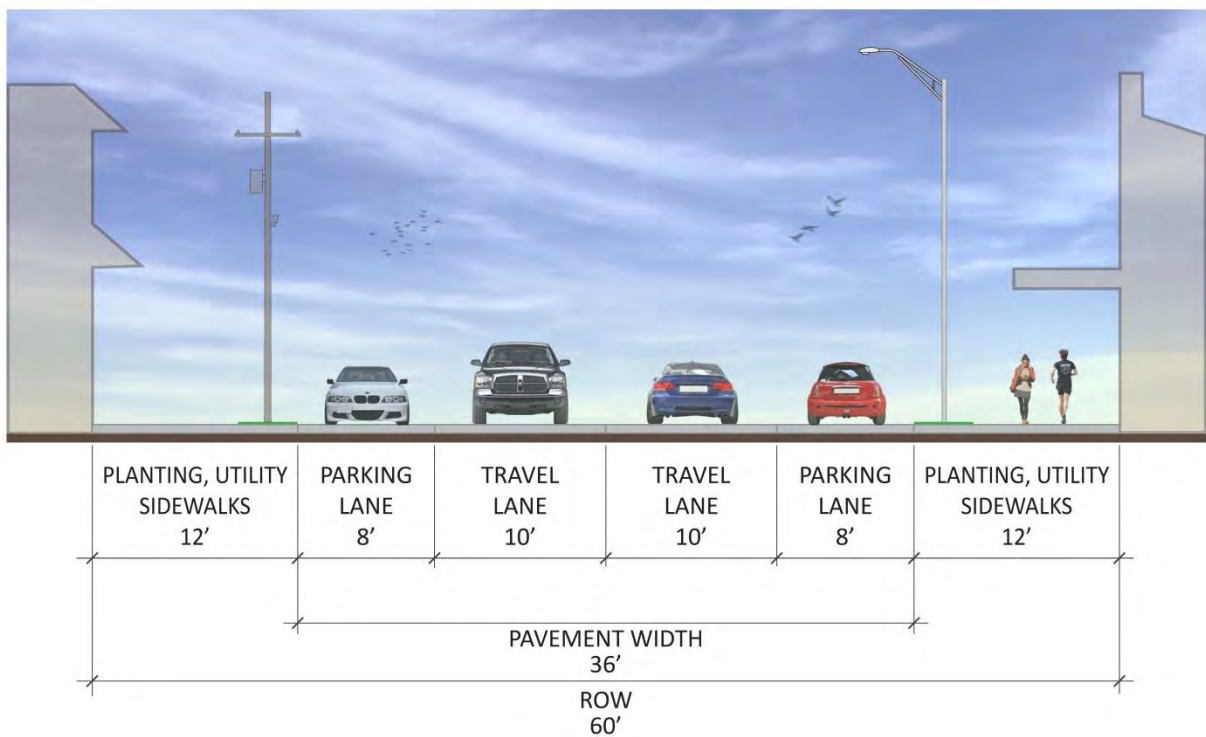 PLANTING, UTILITY
SIDEWALKS
12’
PARKING
LANE
8’
TRAVEL
LANE
10’
TRAVEL
LANE
10’
PARKING
LANE
8’
PLANTING, UTILITY
SIDEWALKS
12’
PAVEMENT WIDTH
36’
ROW
60’